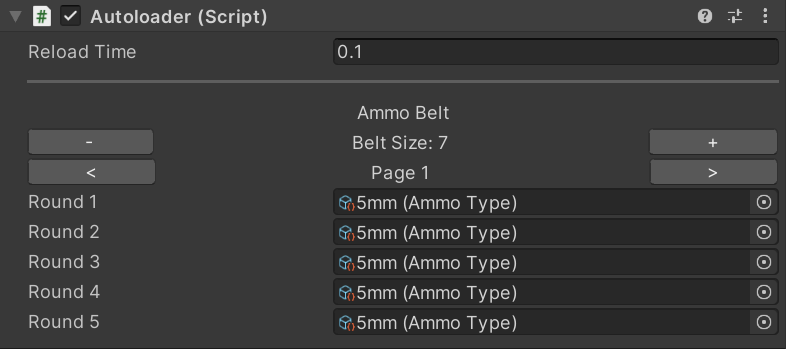 Autoloader (Script)
Reload Time 0.1
Ammo Belt
- Belt Size: 7 +
< Page 1 >
Round 1 5mm (Ammo Type)
Round 2 5mm (Ammo Type)
Round 3 5mm (Ammo Type)
Round 4 5mm (Ammo Type)
Round 5 5mm (Ammo Type)